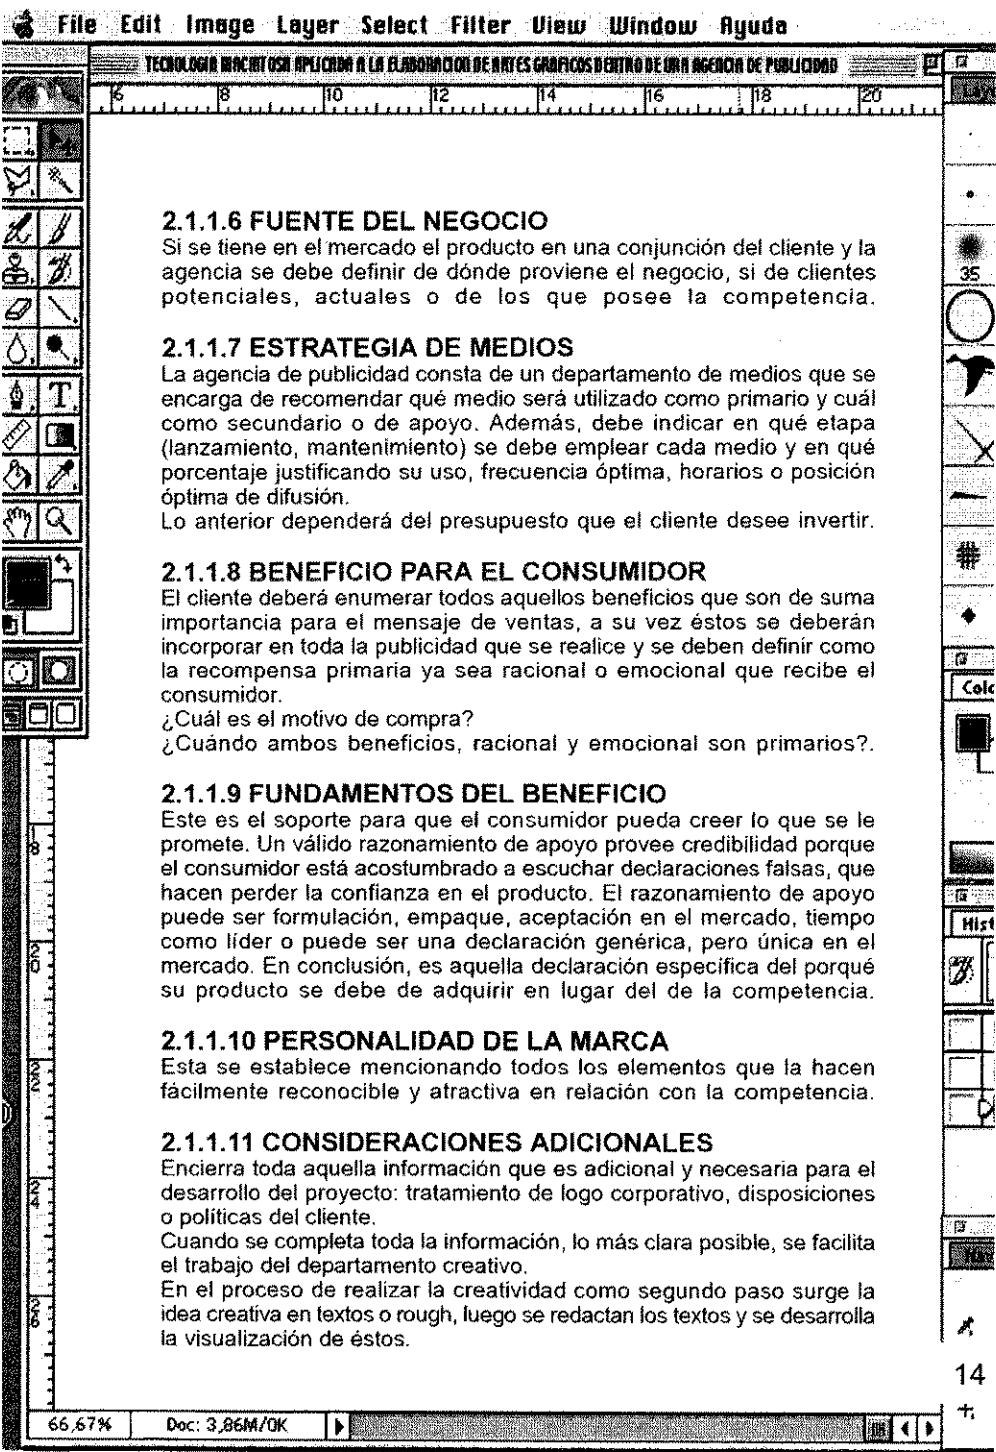 File Edit Image Layer Select Filter View Window Ayuda
TECNOLOGIA MACINTOSH APLICADA A LA ELABORACION DE ARTES GRAFICOS DENTRO DE UNA AGENCIA DE PUBLICIDAD
6 8 10 12 14 16 18 20
2.1.1.6 FUENTE DEL NEGOCIO
Si se tiene en el mercado el producto en una conjunción del cliente y la
agencia se debe definir de dónde proviene el negocio, si de clientes
potenciales, actuales o de los que posee la competencia.
35
2.1.1.7 ESTRATEGIA DE MEDIOS
La agencia de publicidad consta de un departamento de medios que se
encarga de recomendar qué medio será utilizado como primario y cuál
como secundario o de apoyo. Además, debe indicar en qué etapa
(lanzamiento, mantenimiento) se debe emplear cada medio y en qué
porcentaje justificando su uso, frecuencia óptima, horarios o posición
óptima de difusión.
Lo anterior dependerá del presupuesto que el cliente desee invertir.
2.1.1.8 BENEFICIO PARA EL CONSUMIDOR
El cliente deberá enumerar todos aquellos beneficios que son de suma
importancia para el mensaje de ventas, a su vez éstos se deberán
incorporar en toda la publicidad que se realice y se deben definir como
la recompensa primaria ya sea racional o emocional que recibe el
consumidor.
¿Cuál es el motivo de compra?
¿Cuándo ambos beneficios, racional y emocional son primarios?.
Colo
2.1.1.9 FUNDAMENTOS DEL BENEFICIO
Este es el soporte para que el consumidor pueda creer lo que se le
promete. Un válido razonamiento de apoyo provee credibilidad porque
el consumidor está acostumbrado a escuchar declaraciones falsas, que
hacen perder la confianza en el producto. El razonamiento de apoyo
puede ser formulación, empaque, aceptación en el mercado, tiempo
como líder o puede ser una declaración genérica, pero única en el
mercado. En conclusión, es aquella declaración específica del porqué
su producto se debe de adquirir en lugar del de la competencia.
Hist
2.1.1.10 PERSONALIDAD DE LA MARCA
Esta se establece mencionando todos los elementos que la hacen
fácilmente reconocible y atractiva en relación con la competencia.
2.1.1.11 CONSIDERACIONES ADICIONALES
Encierra toda aquella información que es adicional y necesaria para el
desarrollo del proyecto: tratamiento de logo corporativo, disposiciones
o políticas del cliente.
Cuando se completa toda la información, lo más clara posible, se facilita
el trabajo del departamento creativo.
En el proceso de realizar la creatividad como segundo paso surge la
idea creativa en textos o rough, luego se redactan los textos y se desarrolla
la visualización de éstos.
14
66,67% Doc: 3,86M/0K